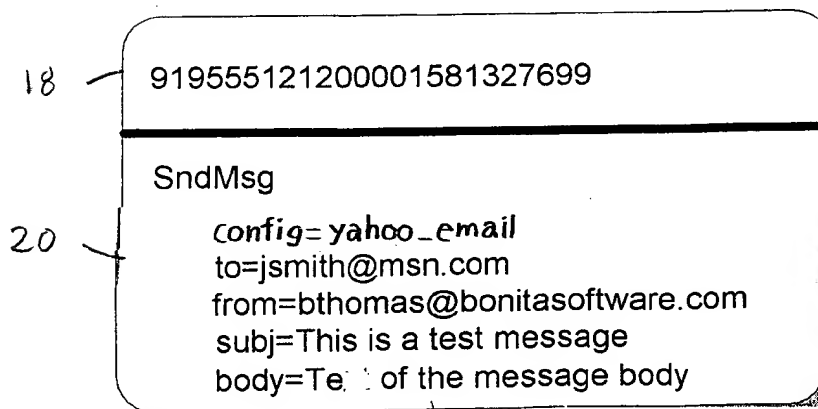 18
919555121200001581327699
SndMsg
20
config=yahoo_email
to=jsmith@msn.com
from=bthomas@bonitasoftware.com
subj=This is a test message
body= of the message body